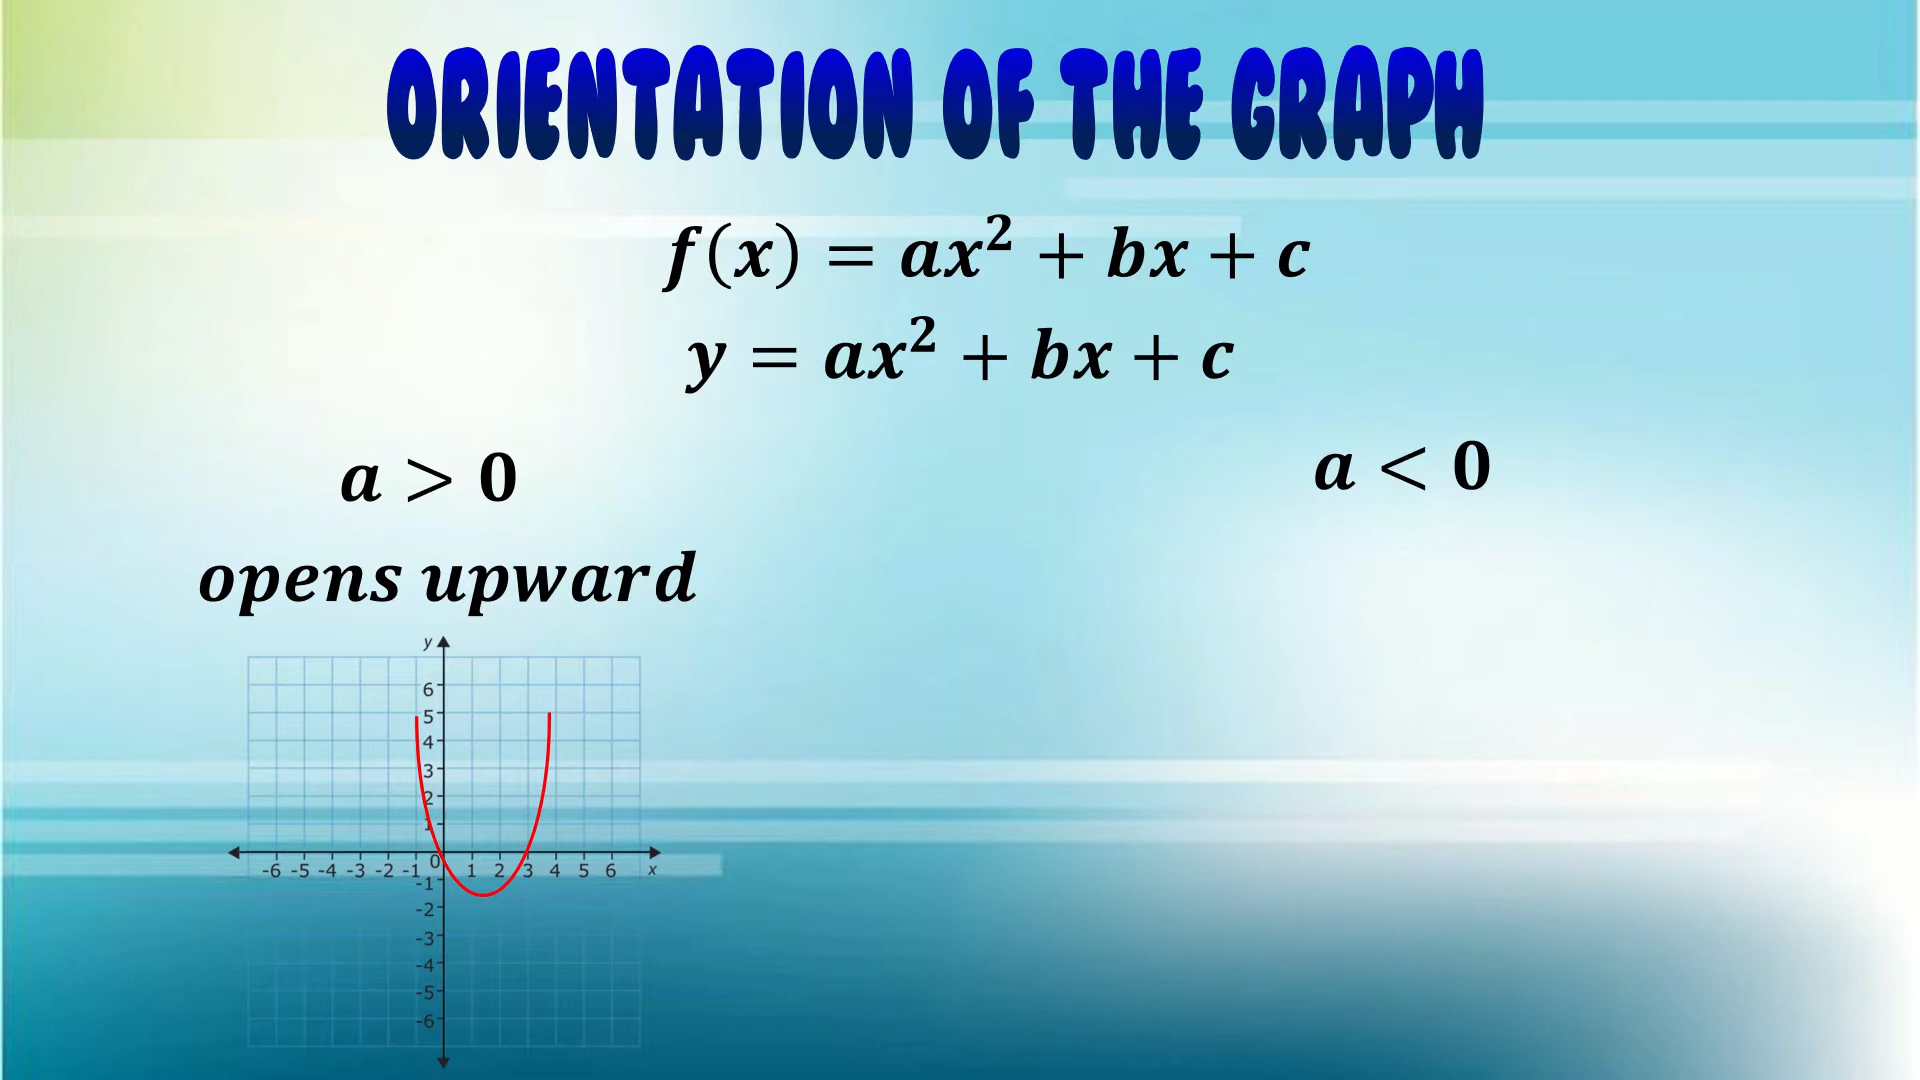 ORIENTATION OF THE GRAPH
f(x) = ax² + bx + c
y = ax² + bx + c
a > 0
a < 0
opens upward
y
6
5
4
3
2
1
0
-6 -5 -4 -3 -2 -1 1 2 3 4 5 6 x
-1
-2
-3
-4
-5
-6